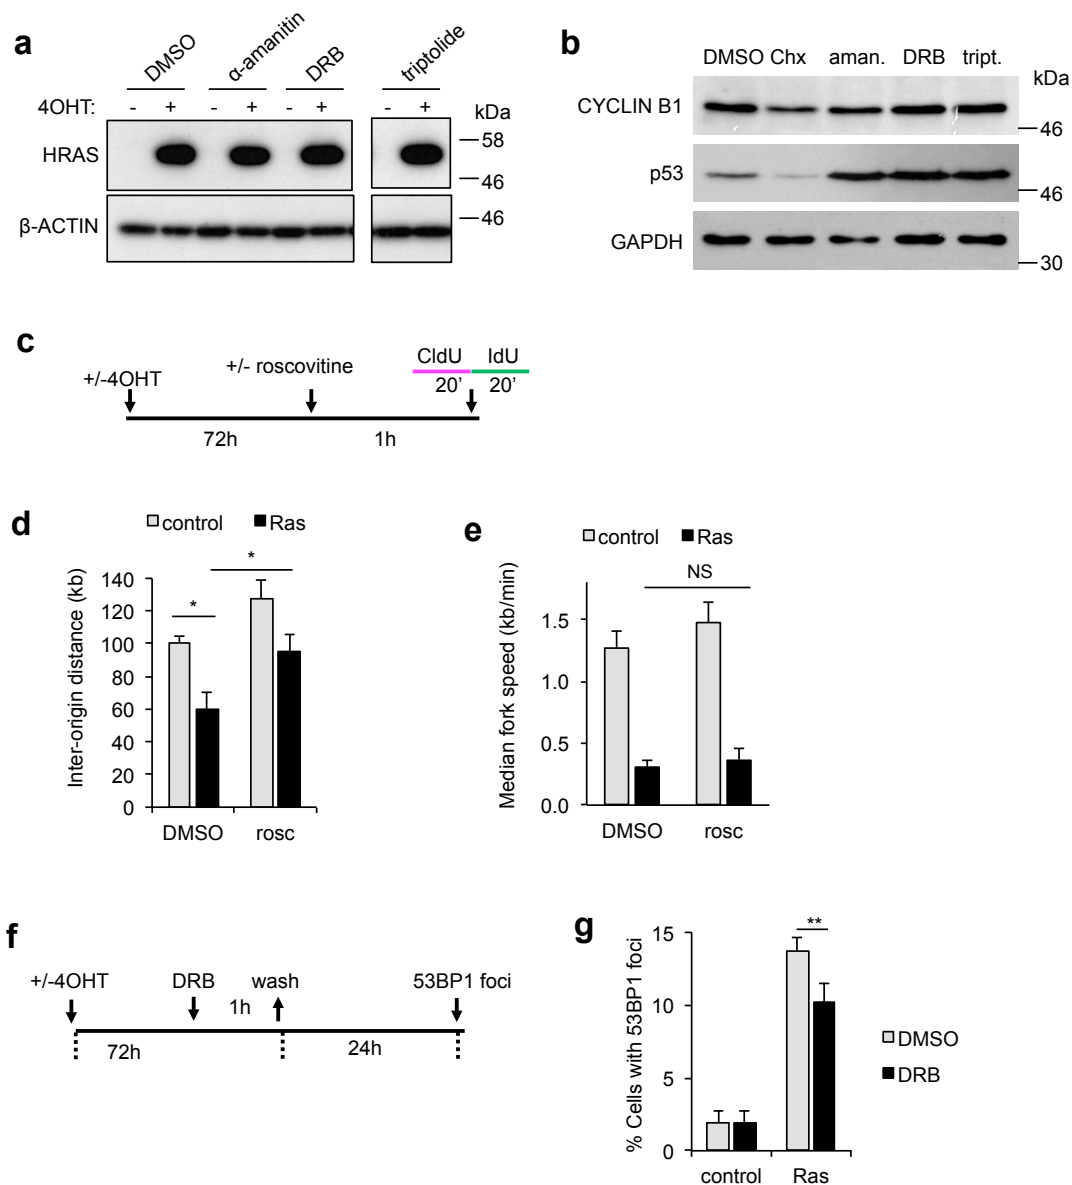 a
DMSO α-amanitin DRB triptolide
4OHT: - + - + - + - + kDa
HRAS 58
46
β-ACTIN 46
b
DMSO Chx aman. DRB tript.
kDa
CYCLIN B1
46
p53
46
GAPDH
30
c
+/-4OHT +/- roscovitine CldU IdU
20’ 20’
72h 1h
d
control Ras
* *
Inter-origin distance (kb)
140
120
100
80
60
40
20
0
DMSO rosc
e
control Ras
NS
Median fork speed (kb/min)
1.5
1.0
0.5
0.0
DMSO rosc
f
+/-4OHT DRB wash 53BP1 foci
1h
72h 24h
g
**
% Cells with 53BP1 foci
15
10
5
0
control Ras
DMSO
DRB